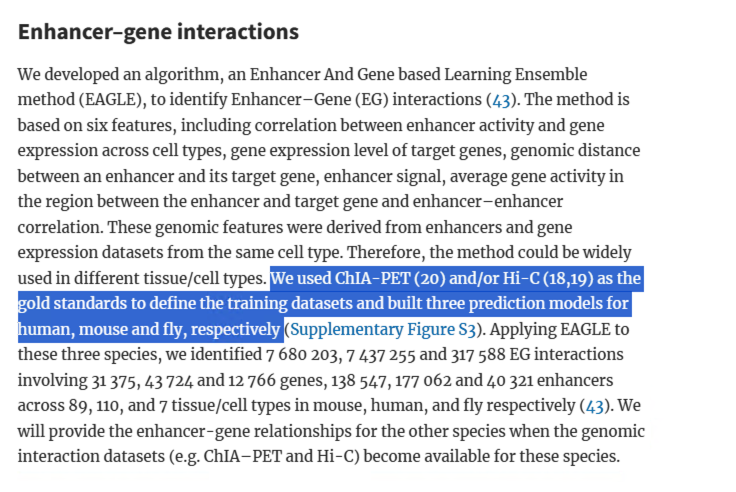 Enhancer–gene interactions
We developed an algorithm, an Enhancer And Gene based Learning Ensemble
method (EAGLE), to identify Enhancer–Gene (EG) interactions (43). The method is
based on six features, including correlation between enhancer activity and gene
expression across cell types, gene expression level of target genes, genomic distance
between an enhancer and its target gene, enhancer signal, average gene activity in
the region between the enhancer and target gene and enhancer–enhancer
correlation. These genomic features were derived from enhancers and gene
expression datasets from the same cell type. Therefore, the method could be widely
used in different tissue/cell types. We used ChIA-PET (20) and/or Hi-C (18,19) as the
gold standards to define the training datasets and built three prediction models for
human, mouse and fly, respectively (Supplementary Figure S3). Applying EAGLE to
these three species, we identified 7 680 203, 7 437 255 and 317 588 EG interactions
involving 31 375, 43 724 and 12 766 genes, 138 547, 177 062 and 40 321 enhancers
across 89, 110, and 7 tissue/cell types in mouse, human, and fly respectively (43). We
will provide the enhancer-gene relationships for the other species when the genomic
interaction datasets (e.g. ChIA–PET and Hi-C) become available for these species.